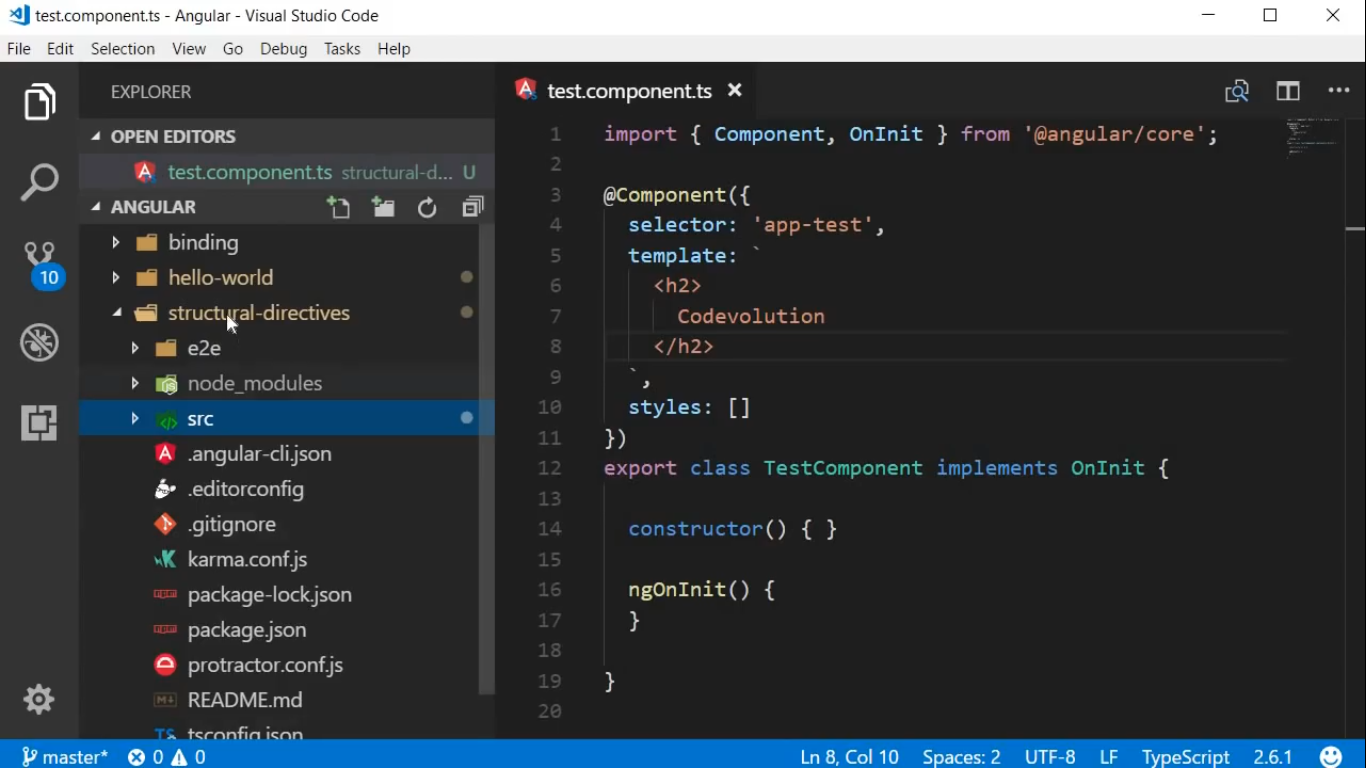 test.component.ts - Angular - Visual Studio Code
File Edit Selection View Go Debug Tasks Help
EXPLORER
OPEN EDITORS
test.component.ts structural-d... U
ANGULAR
binding
hello-world
structural-directives
e2e
node_modules
src
.angular-cli.json
.editorconfig
.gitignore
karma.conf.js
package-lock.json
package.json
protractor.conf.js
README.md
TS tsconfig.json
10
test.component.ts
1 import { Component, OnInit } from '@angular/core';
2
3 @Component({
4 selector: 'app-test',
5 template: `
6 <h2>
7 Codevolution
8 </h2>
9 `,
10 styles: []
11 })
12 export class TestComponent implements OnInit {
13
14 constructor() { }
15
16 ngOnInit() {
17 }
18
19 }
20
master* 0 0 Ln 8, Col 10 Spaces: 2 UTF-8 LF TypeScript 2.6.1